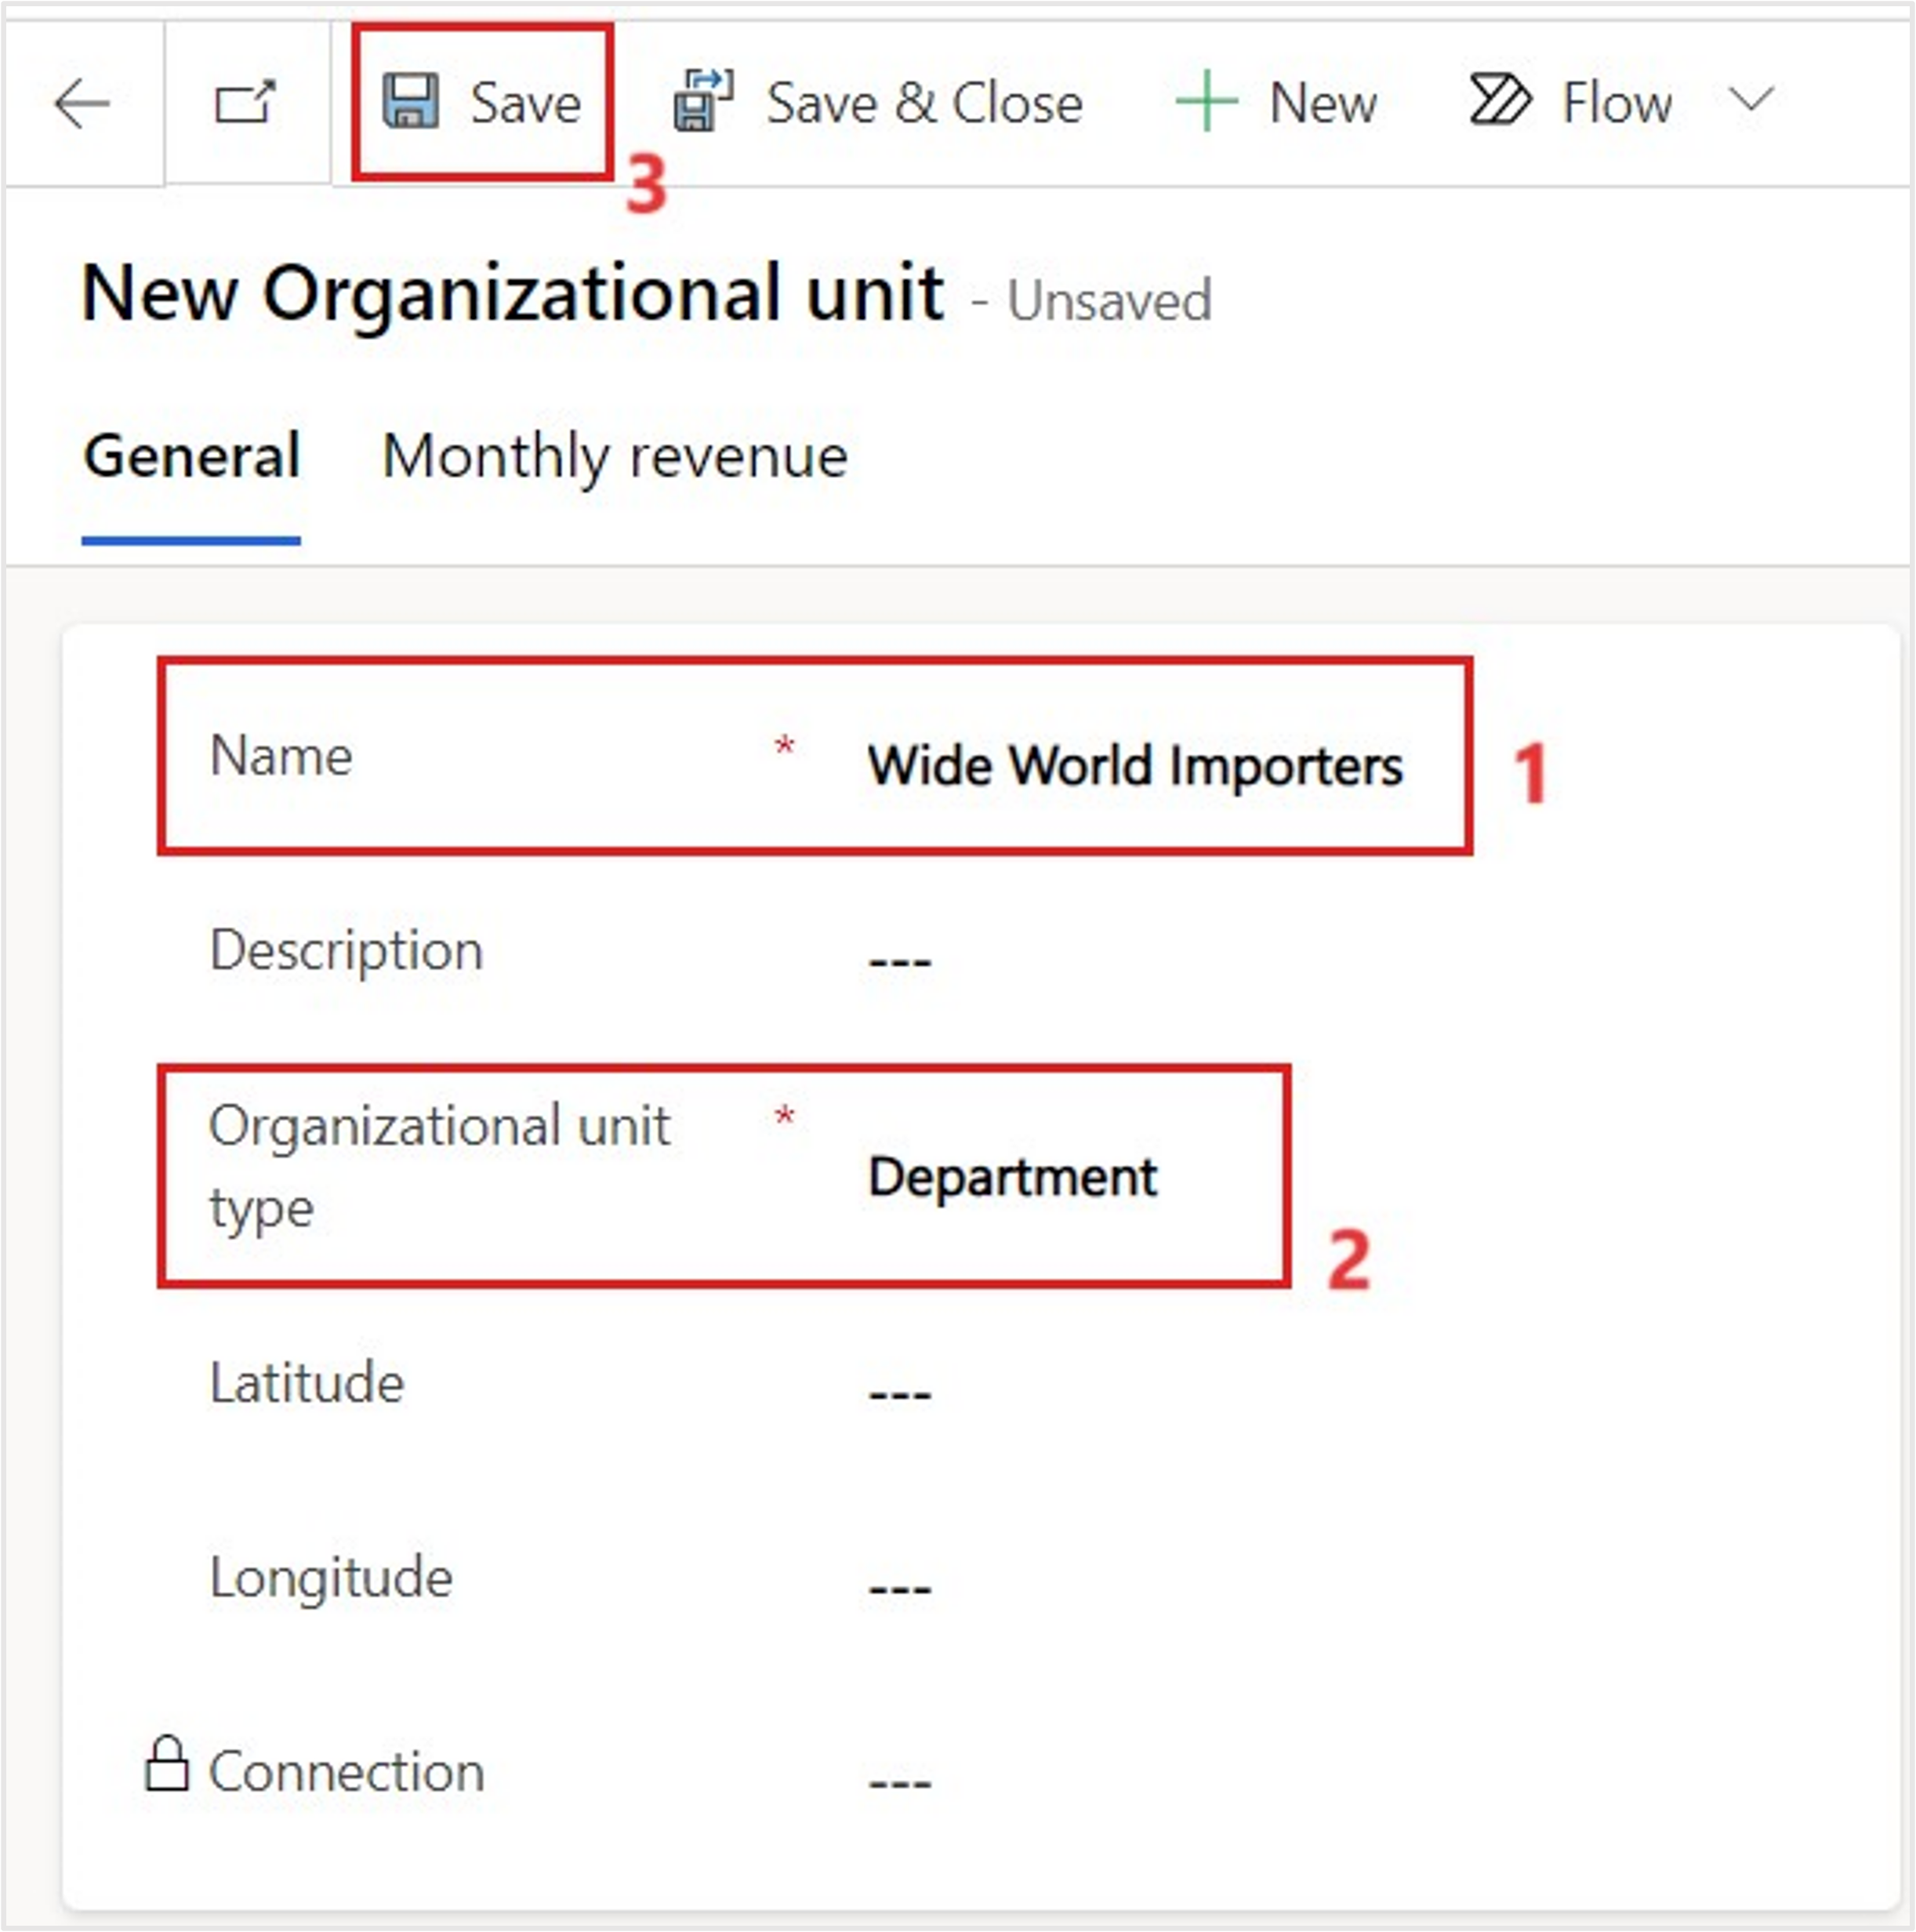 Save
Save & Close
New
Flow
3
New Organizational unit - Unsaved
General
Monthly revenue
Name * Wide World Importers
1
Description ---
Organizational unit
type
* Department
2
Latitude ---
Longitude ---
Connection ---